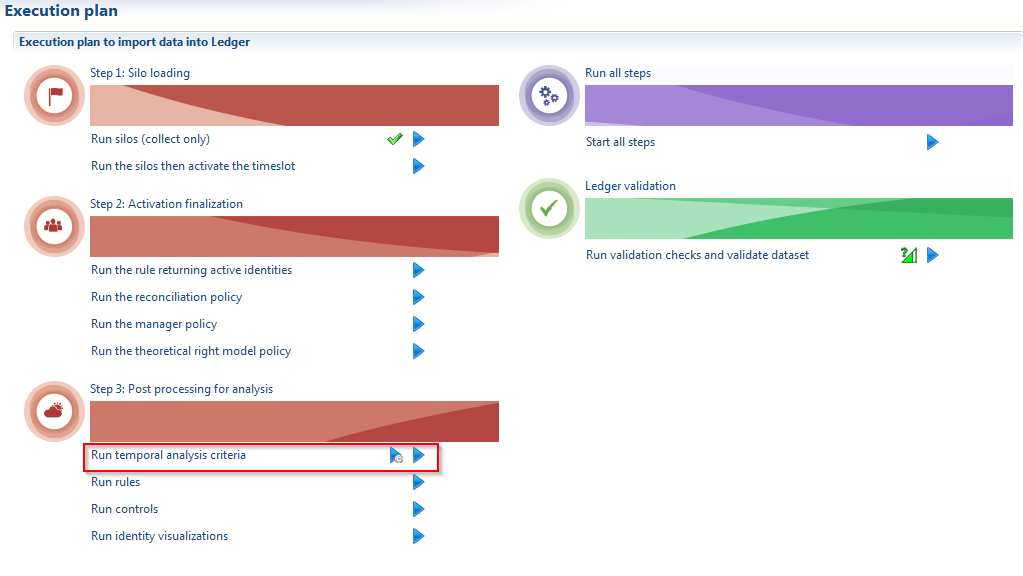 Execution plan
Execution plan to import data into Ledger
Step 1: Silo loading
Run silos (collect only)
Run the silos then activate the timeslot
Step 2: Activation finalization
Run the rule returning active identities
Run the reconciliation policy
Run the manager policy
Run the theoretical right model policy
Step 3: Post processing for analysis
Run temporal analysis criteria
Run rules
Run controls
Run identity visualizations
Run all steps
Start all steps
Ledger validation
Run validation checks and validate dataset
?